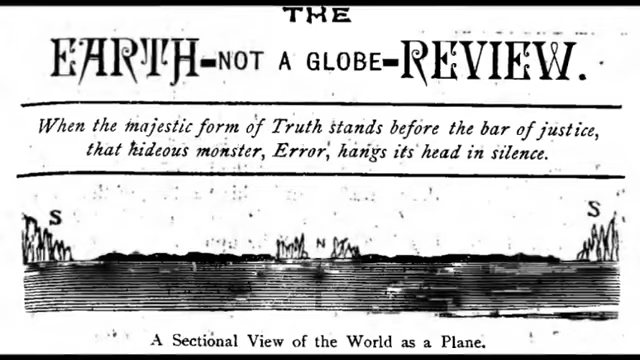 THE
EARTH-NOT A GLOBE-REVIEW.
When the majestic form of Truth stands before the bar of justice,
that hideous monster, Error, hangs its head in silence.
S N S
A Sectional View of the World as a Plane.